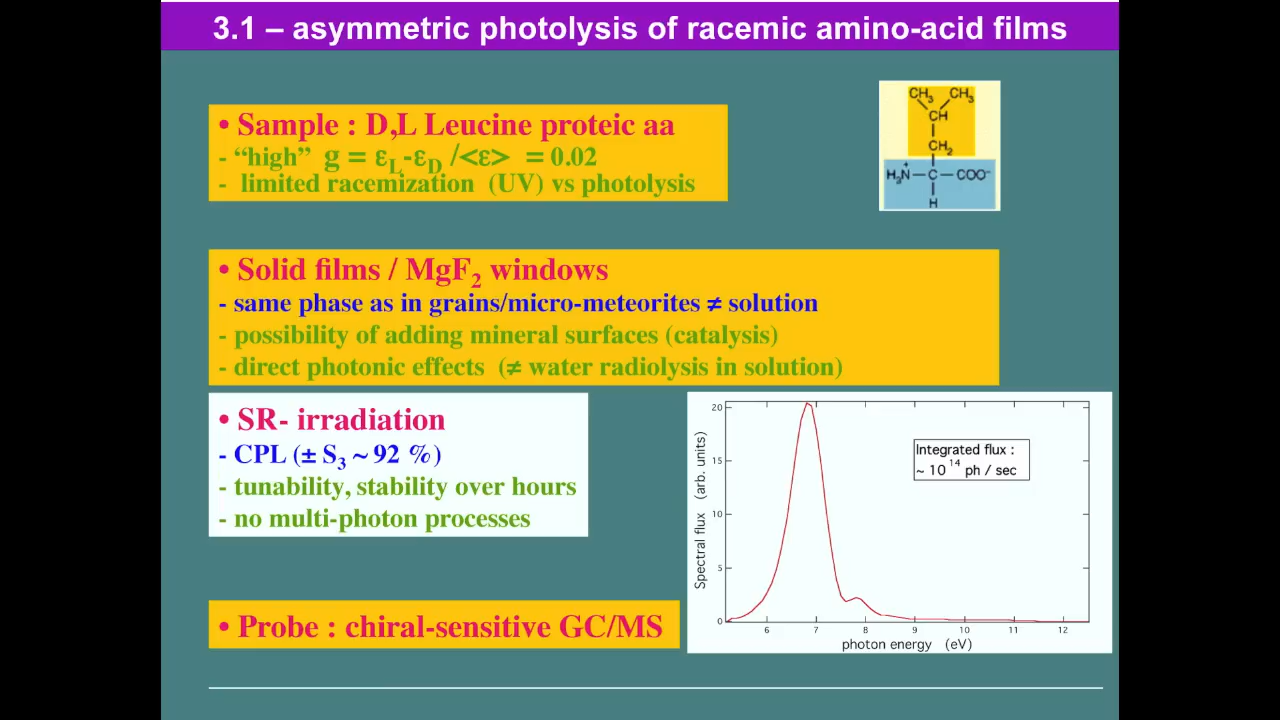 3.1 – asymmetric photolysis of racemic amino-acid films
• Sample : D,L Leucine proteic aa
- “high” g = εL-εD /<ε> = 0.02
- limited racemization (UV) vs photolysis
CH3 CH3
CH
CH2
H3N+—C—COO-
H
• Solid films / MgF2 windows
- same phase as in grains/micro-meteorites ≠ solution
- possibility of adding mineral surfaces (catalysis)
- direct photonic effects (≠ water radiolysis in solution)
• SR- irradiation
- CPL (± S3 ~ 92 %)
- tunability, stability over hours
- no multi-photon processes
Spectral flux (arb. units)
20
15
10
5
0
Integrated flux :
~ 10 14 ph / sec
6 7 8 9 10 11 12
photon energy (eV)
• Probe : chiral-sensitive GC/MS